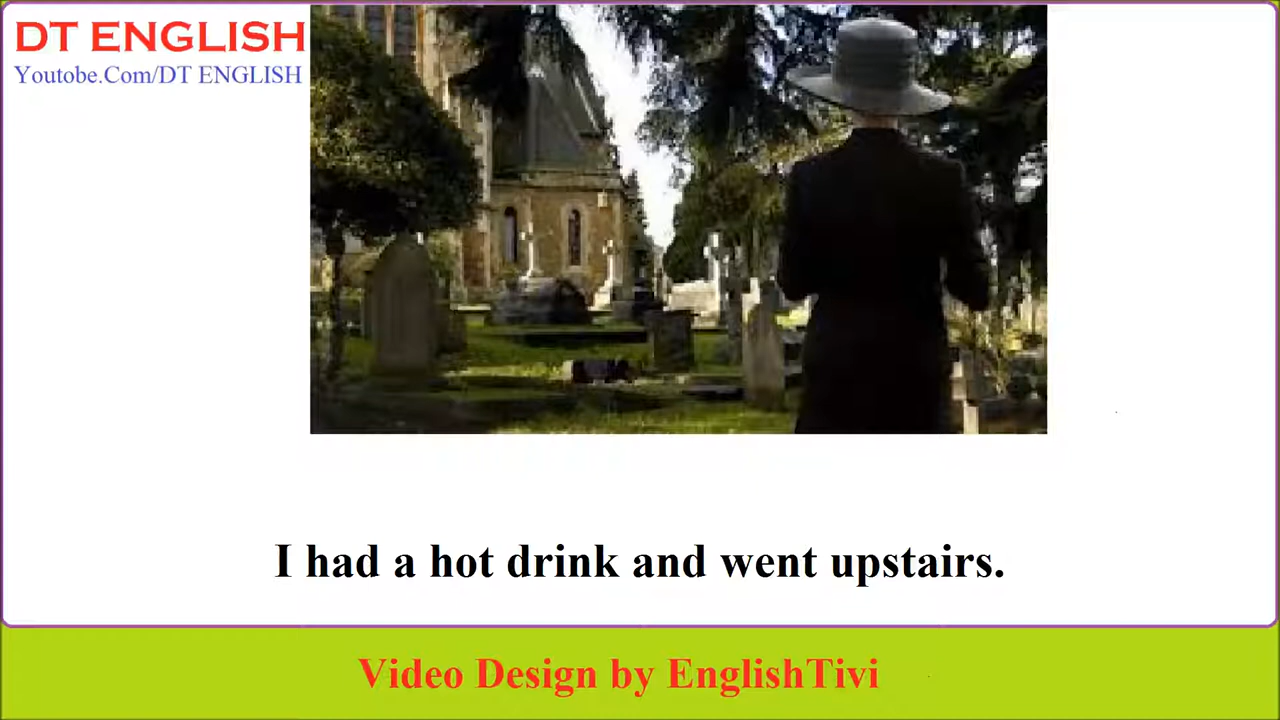 DT ENGLISH
Youtobe.Com/DT ENGLISH
I had a hot drink and went upstairs.
Video Design by EnglishTivi